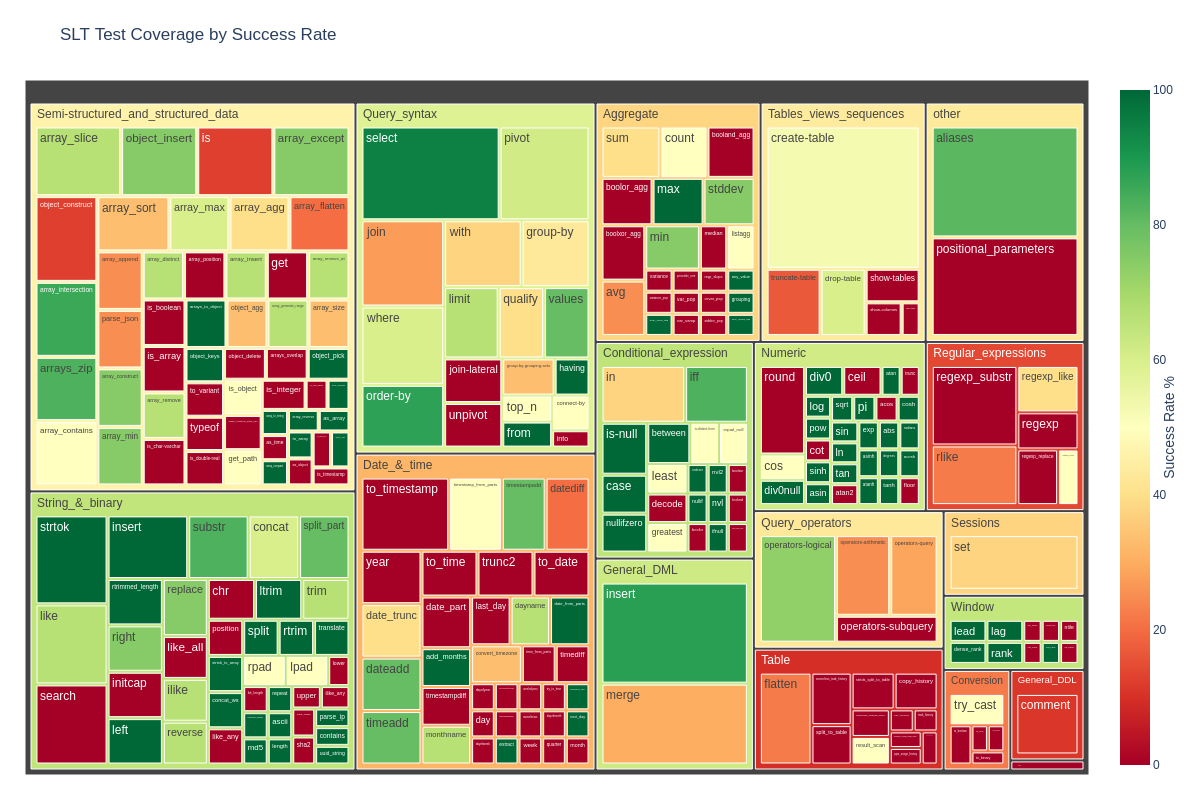 SLT Test Coverage by Success Rate
Semi-structured_and_structured_data
array_slice
object_insert
is
array_except
object_construct
array_sort
array_max
array_agg
array_flatten
array_intersection
array_append
array_distinct
array_position
array_insert
get
parse_json
is_boolean
arrays_to_object
object_agg
array_size
arrays_zip
is_array
object_keys
object_delete
arrays_overlap
object_pick
array_construct
to_variant
is_object
is_integer
array_remove
array_contains
array_min
typeof
as_array
is_char-varchar
is_double-real
get_path
as_time
is_timestamp
String_&_binary
strtok
insert
substr
concat
split_part
like
rtrimmed_length
replace
chr
ltrim
trim
right
like_all
position
split
rtrim
translate
search
initcap
ilike
strtok_to_array
rpad
lpad
lower
left
reverse
concat_ws
bit_length
repeat
upper
like_any
ascii
parse_ip
like_any
md5
length
sha2
contains
uuid_string
Query_syntax
select
pivot
join
with
group-by
where
limit
qualify
values
order-by
join-lateral
group-by-grouping-sets
having
unpivot
top_n
connect-by
from
into
Date_&_time
to_timestamp
timestamp_from_parts
timestampadd
datediff
year
to_time
trunc2
to_date
date_trunc
date_part
last_day
dayname
date_from_parts
dateadd
add_months
convert_timezone
time_from_parts
timediff
timeadd
timestampdiff
day
monthname
extract
week
quarter
month
Aggregate
sum
count
booland_agg
boolor_agg
max
stddev
boolxor_agg
min
median
listagg
avg
variance
any_value
var_pop
grouping
Conditional_expression
in
iff
is-null
between
equal_null
case
least
nvl2
decode
nullif
nvl
nullifzero
greatest
ifnull
General_DML
insert
merge
Tables_views_sequences
create-table
truncate-table
drop-table
show-tables
show-columns
other
aliases
positional_parameters
Numeric
round
div0
ceil
atan
trunc
log
sqrt
pi
acos
cosh
pow
sin
exp
abs
cos
cot
ln
sinh
tan
div0null
asin
atan2
tanh
floor
Regular_expressions
regexp_substr
regexp_like
regexp
rlike
regexp_replace
Query_operators
operators-logical
operators-arithmetic
operators-query
operators-subquery
Sessions
set
Window
lead
lag
ntile
dense_rank
rank
Table
flatten
copy_history
split_to_table
result_scan
Conversion
try_cast
to_binary
General_DDL
comment
100
80
60
40
20
0
Success Rate %